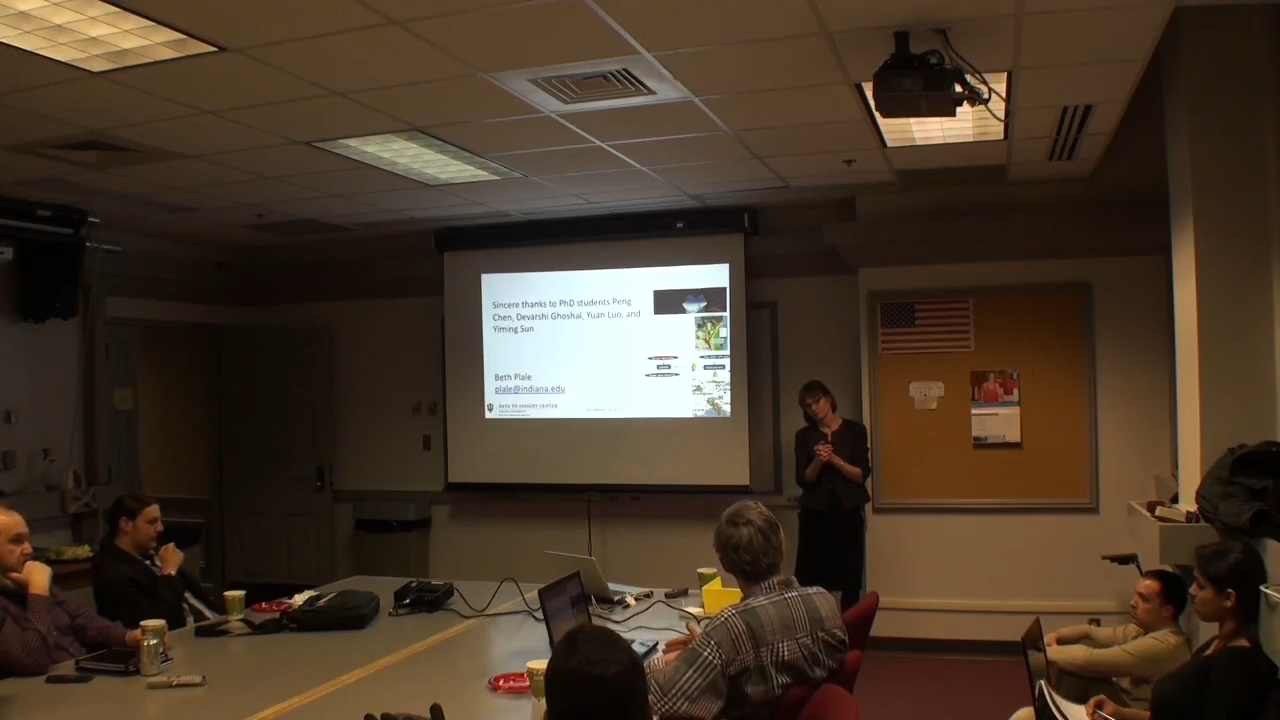 Sincere thanks to PhD students Peng
Chen, Devarshi Ghoshal, Yuan Luo, and
Yiming Sun
Beth Plale
plale@indiana.edu
DATA TO INSIGHT CENTER